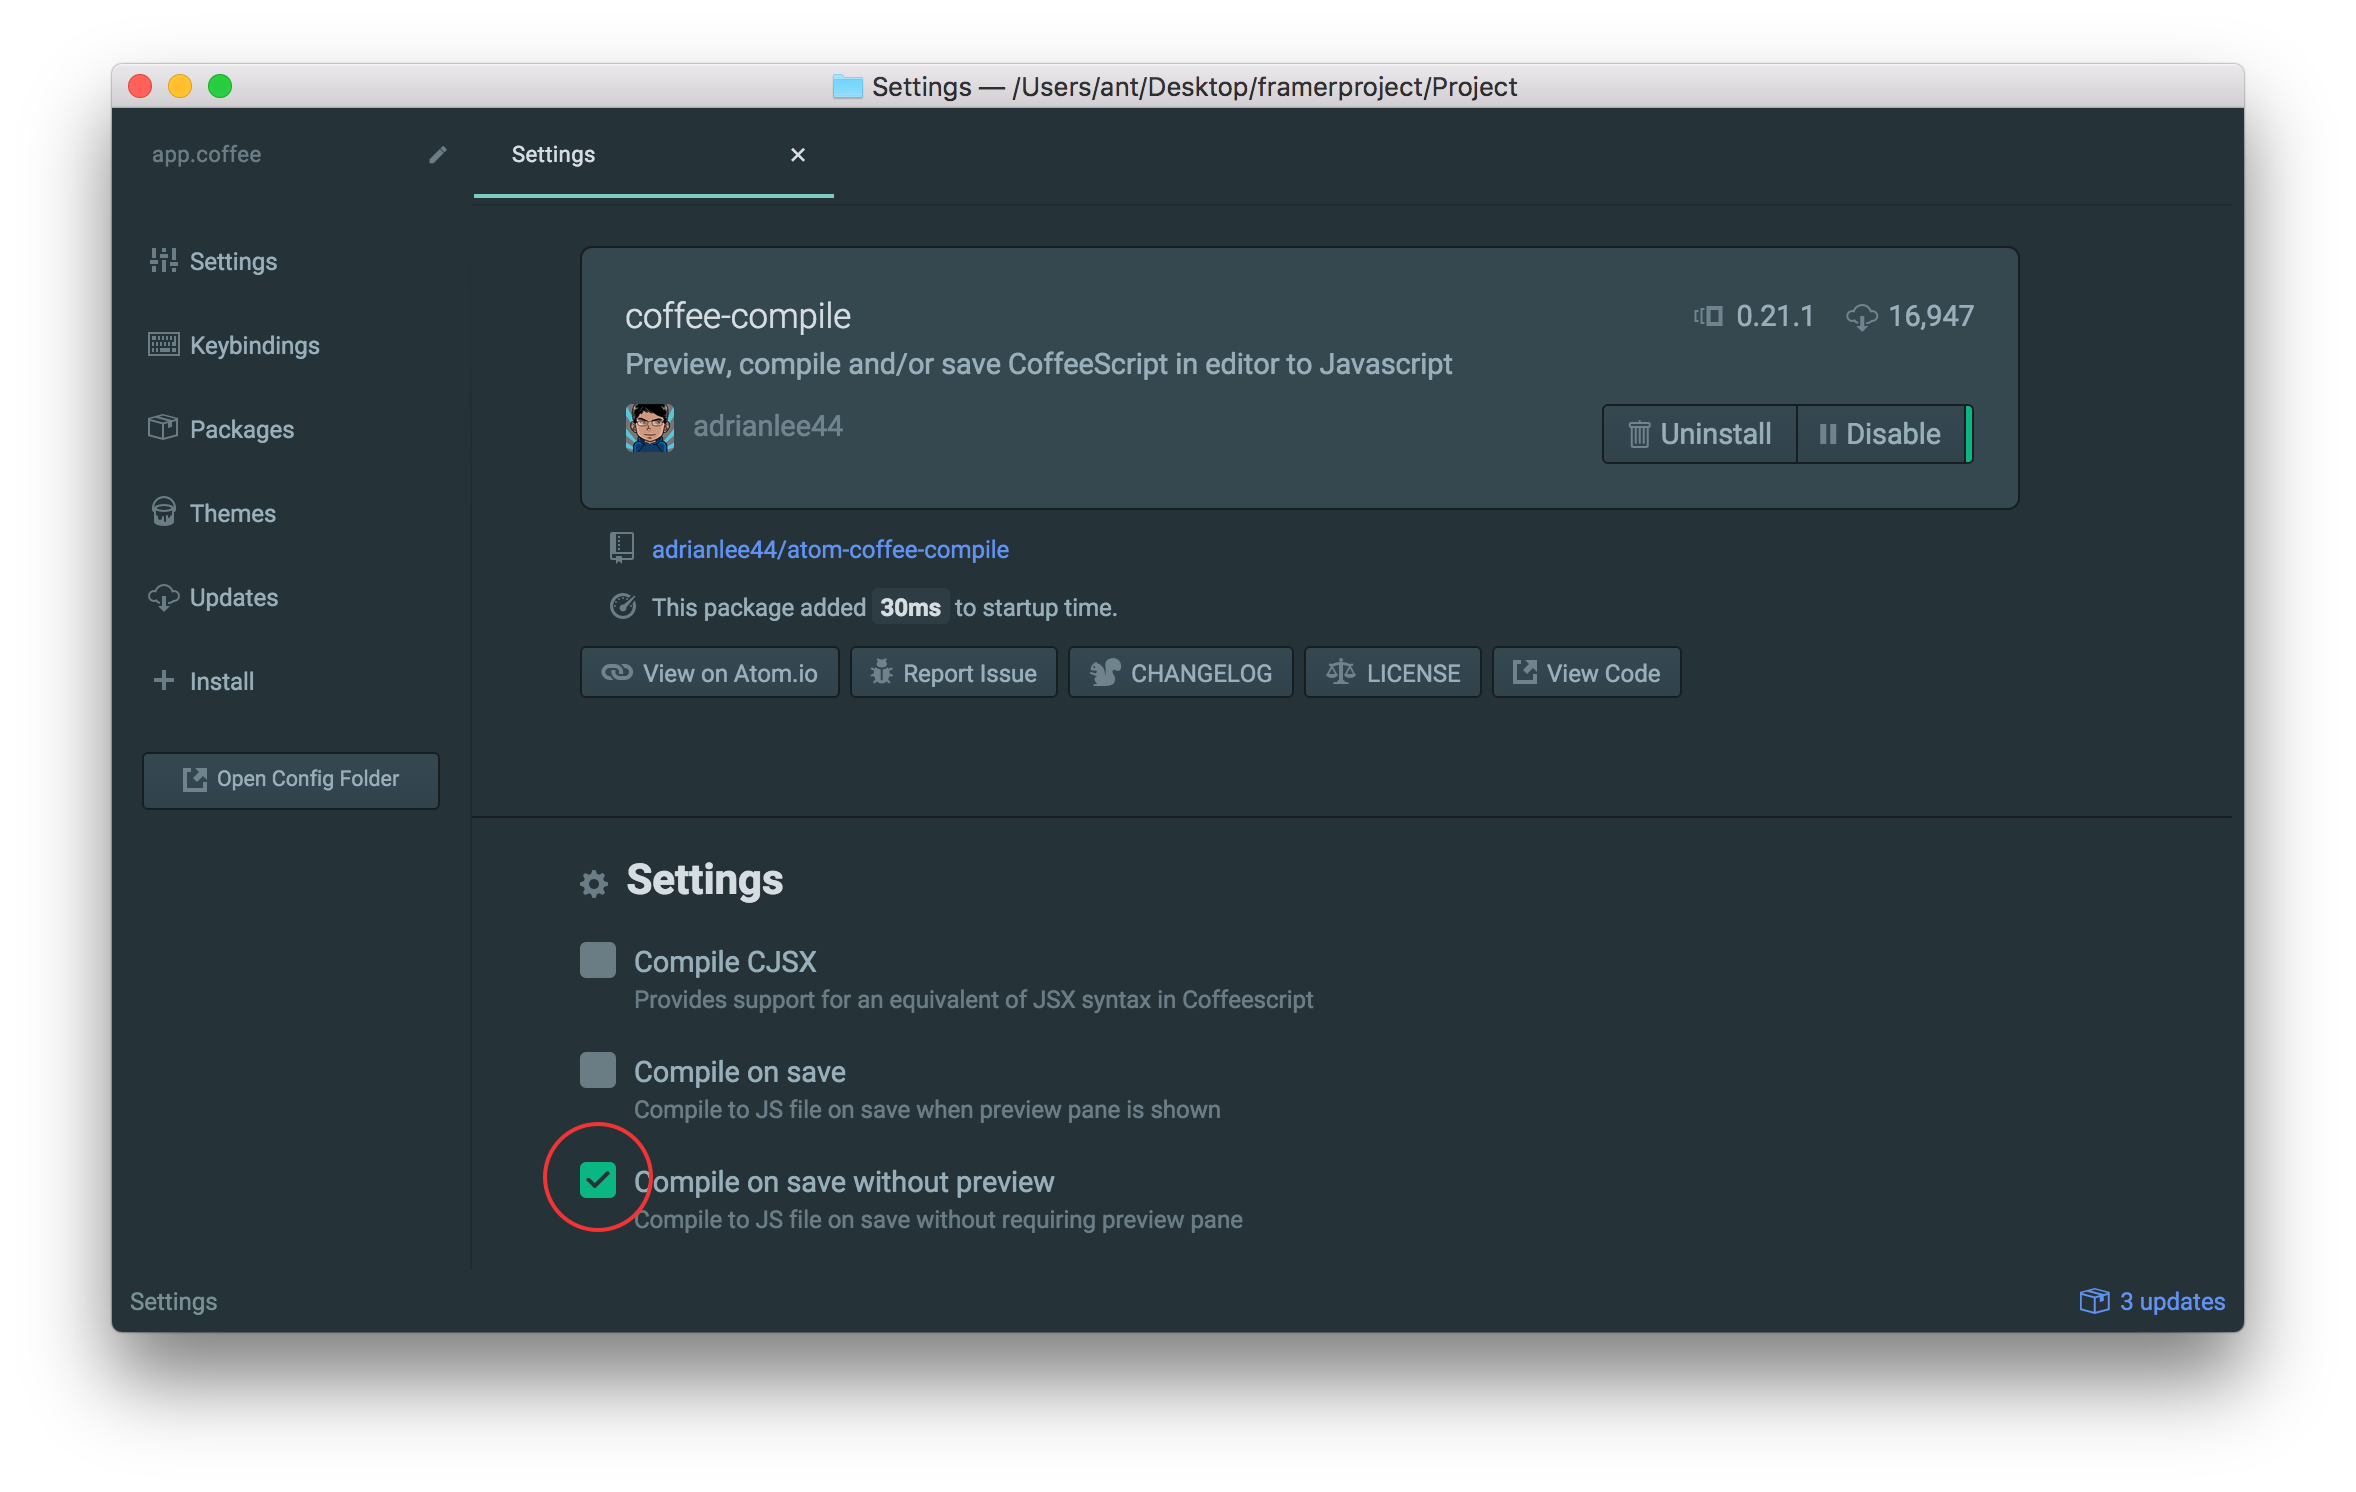 Settings — /Users/ant/Desktop/framerproject/Project
app.coffee
Settings
Settings
Keybindings
Packages
Themes
Updates
Install
Open Config Folder
coffee-compile
0.21.1
16,947
Preview, compile and/or save CoffeeScript in editor to Javascript
adrianlee44
Uninstall
Disable
adrianlee44/atom-coffee-compile
This package added 30ms to startup time.
View on Atom.io
Report Issue
CHANGELOG
LICENSE
View Code
Settings
Compile CJSX
Provides support for an equivalent of JSX syntax in Coffeescript
Compile on save
Compile to JS file on save when preview pane is shown
Compile on save without preview
Compile to JS file on save without requiring preview pane
Settings
3 updates